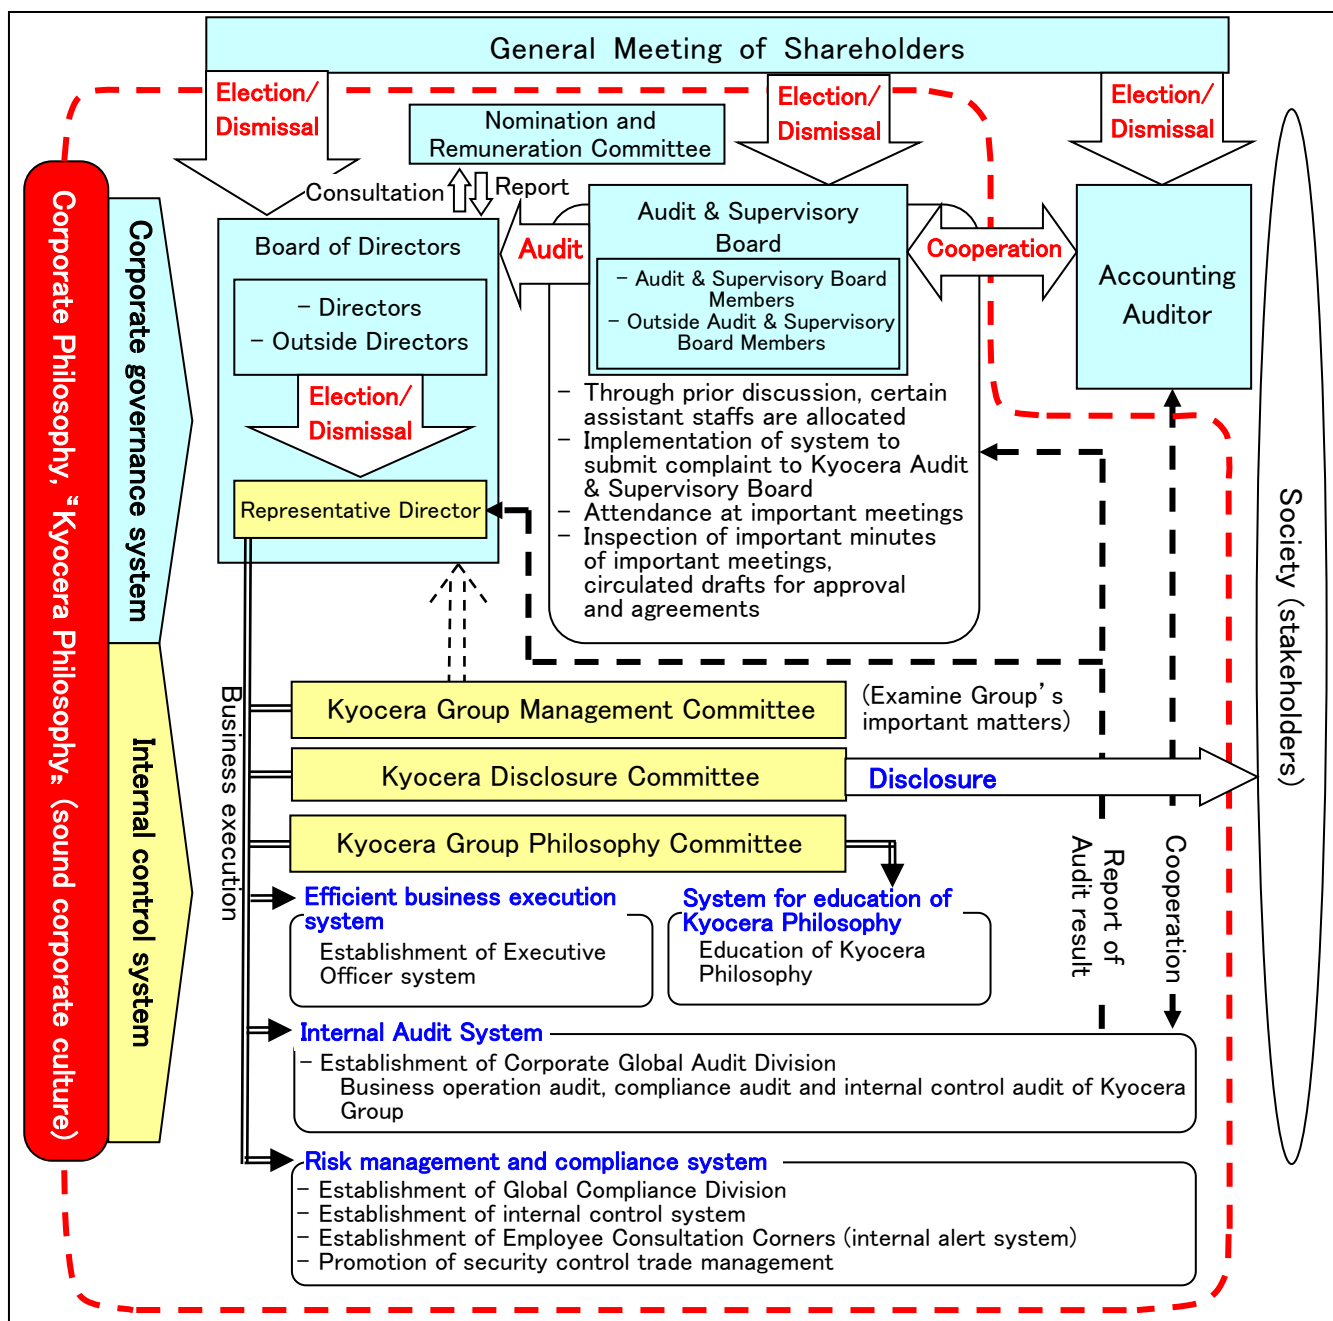 General Meeting of Shareholders
Election/
Dismissal
Election/
Dismissal
Election/
Dismissal
Nomination and
Remuneration Committee
Consultation
Report
Board of Directors
- Directors
- Outside Directors
Election/
Dismissal
Representative Director
Audit
Audit & Supervisory
Board
- Audit & Supervisory Board
Members
- Outside Audit & Supervisory
Board Members
Cooperation
Accounting
Auditor
- Through prior discussion, certain
assistant staffs are allocated
- Implementation of system to
submit complaint to Kyocera Audit
& Supervisory Board
- Attendance at important meetings
- Inspection of important minutes
of important meetings,
circulated drafts for approval
and agreements
Corporate Philosophy, “Kyocera Philosophy” (sound corporate culture)
Corporate governance system
Internal control system
Business execution
Kyocera Group Management Committee
(Examine Group’s
important matters)
Kyocera Disclosure Committee
Disclosure
Kyocera Group Philosophy Committee
Efficient business execution
system
Establishment of Executive
Officer system
System for education of
Kyocera Philosophy
Education of Kyocera
Philosophy
Report of
Audit result
Cooperation
Society (stakeholders)
Internal Audit System
- Establishment of Corporate Global Audit Division
Business operation audit, compliance audit and internal control audit of Kyocera
Group
Risk management and compliance system
- Establishment of Global Compliance Division
- Establishment of internal control system
- Establishment of Employee Consultation Corners (internal alert system)
- Promotion of security control trade management